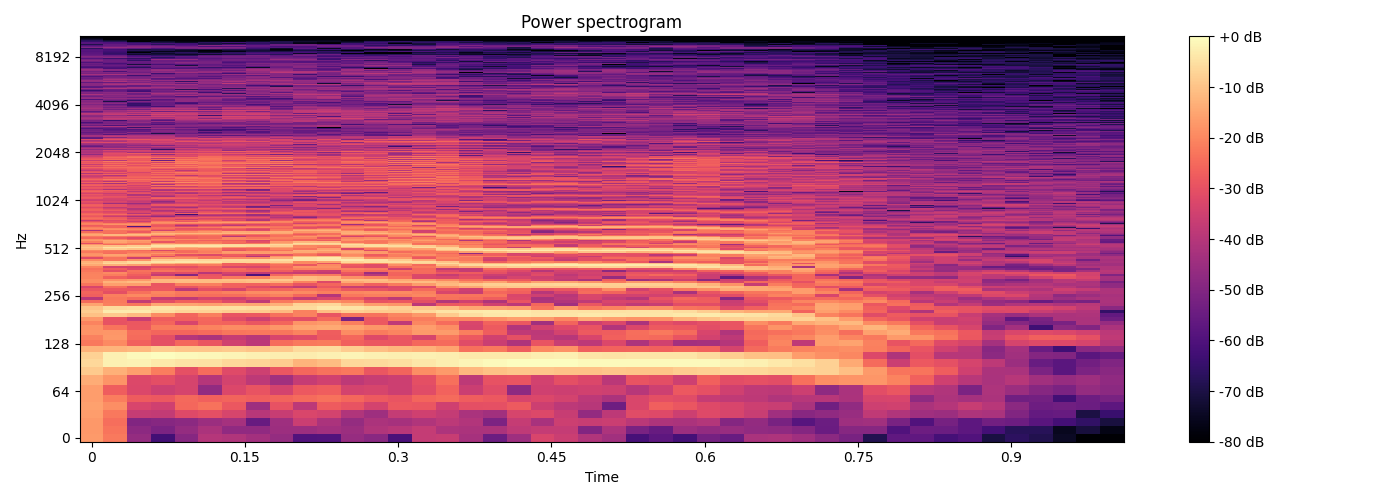 Power spectrogram
Hz
8192
4096
2048
1024
512
256
128
64
0
0 0.15 0.3 0.45 0.6 0.75 0.9
Time
+0 dB
-10 dB
-20 dB
-30 dB
-40 dB
-50 dB
-60 dB
-70 dB
-80 dB